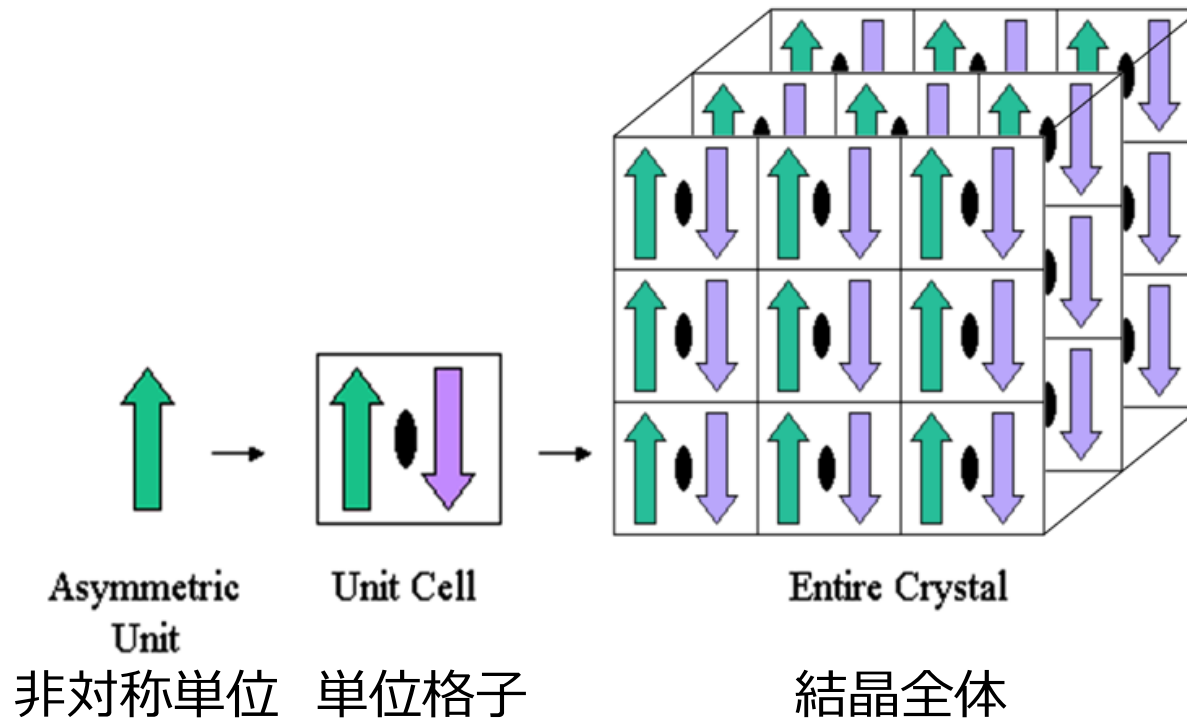 Asymmetric
Unit
Unit Cell
Entire Crystal
非対称単位
単位格子
結晶全体